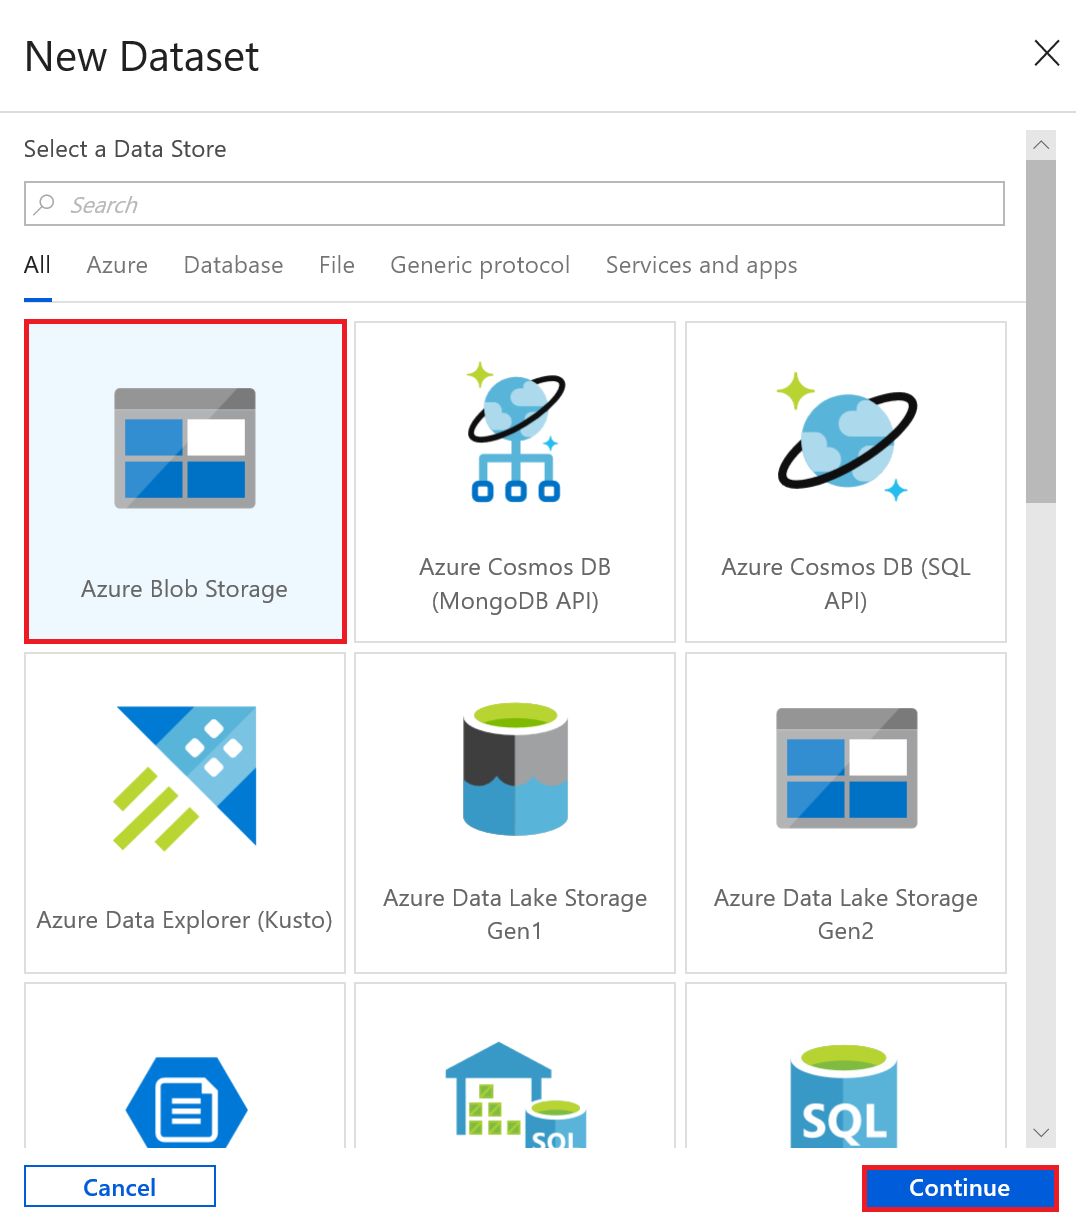 New Dataset
Select a Data Store
Search
All Azure Database File Generic protocol Services and apps
Azure Blob Storage
Azure Cosmos DB
(MongoDB API)
Azure Cosmos DB (SQL
API)
Azure Data Explorer (Kusto)
Azure Data Lake Storage
Gen1
Azure Data Lake Storage
Gen2
SQL
SQL
Cancel
Continue